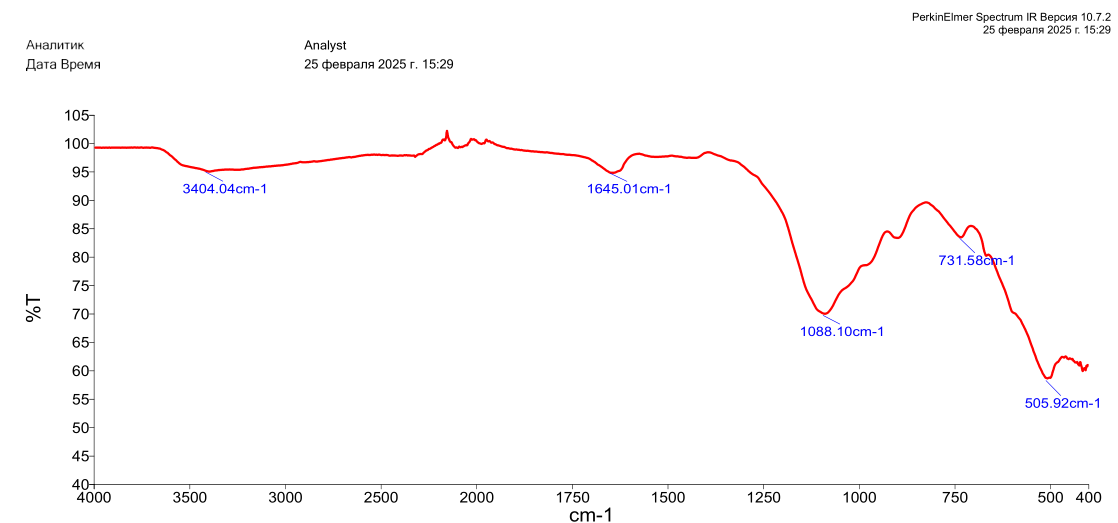 PerkinElmer Spectrum IR Версия 10.7.2
25 февраля 2025 г. 15:29
Аналитик Analyst
Дата Время 25 февраля 2025 г. 15:29
105
100
95
90
85
80
75
70
65
60
55
50
45
40
%T
3404.04cm-1
1645.01cm-1
1088.10cm-1
731.58cm-1
505.92cm-1
4000 3500 3000 2500 2000 1750 1500 1250 1000 750 500 400
cm-1